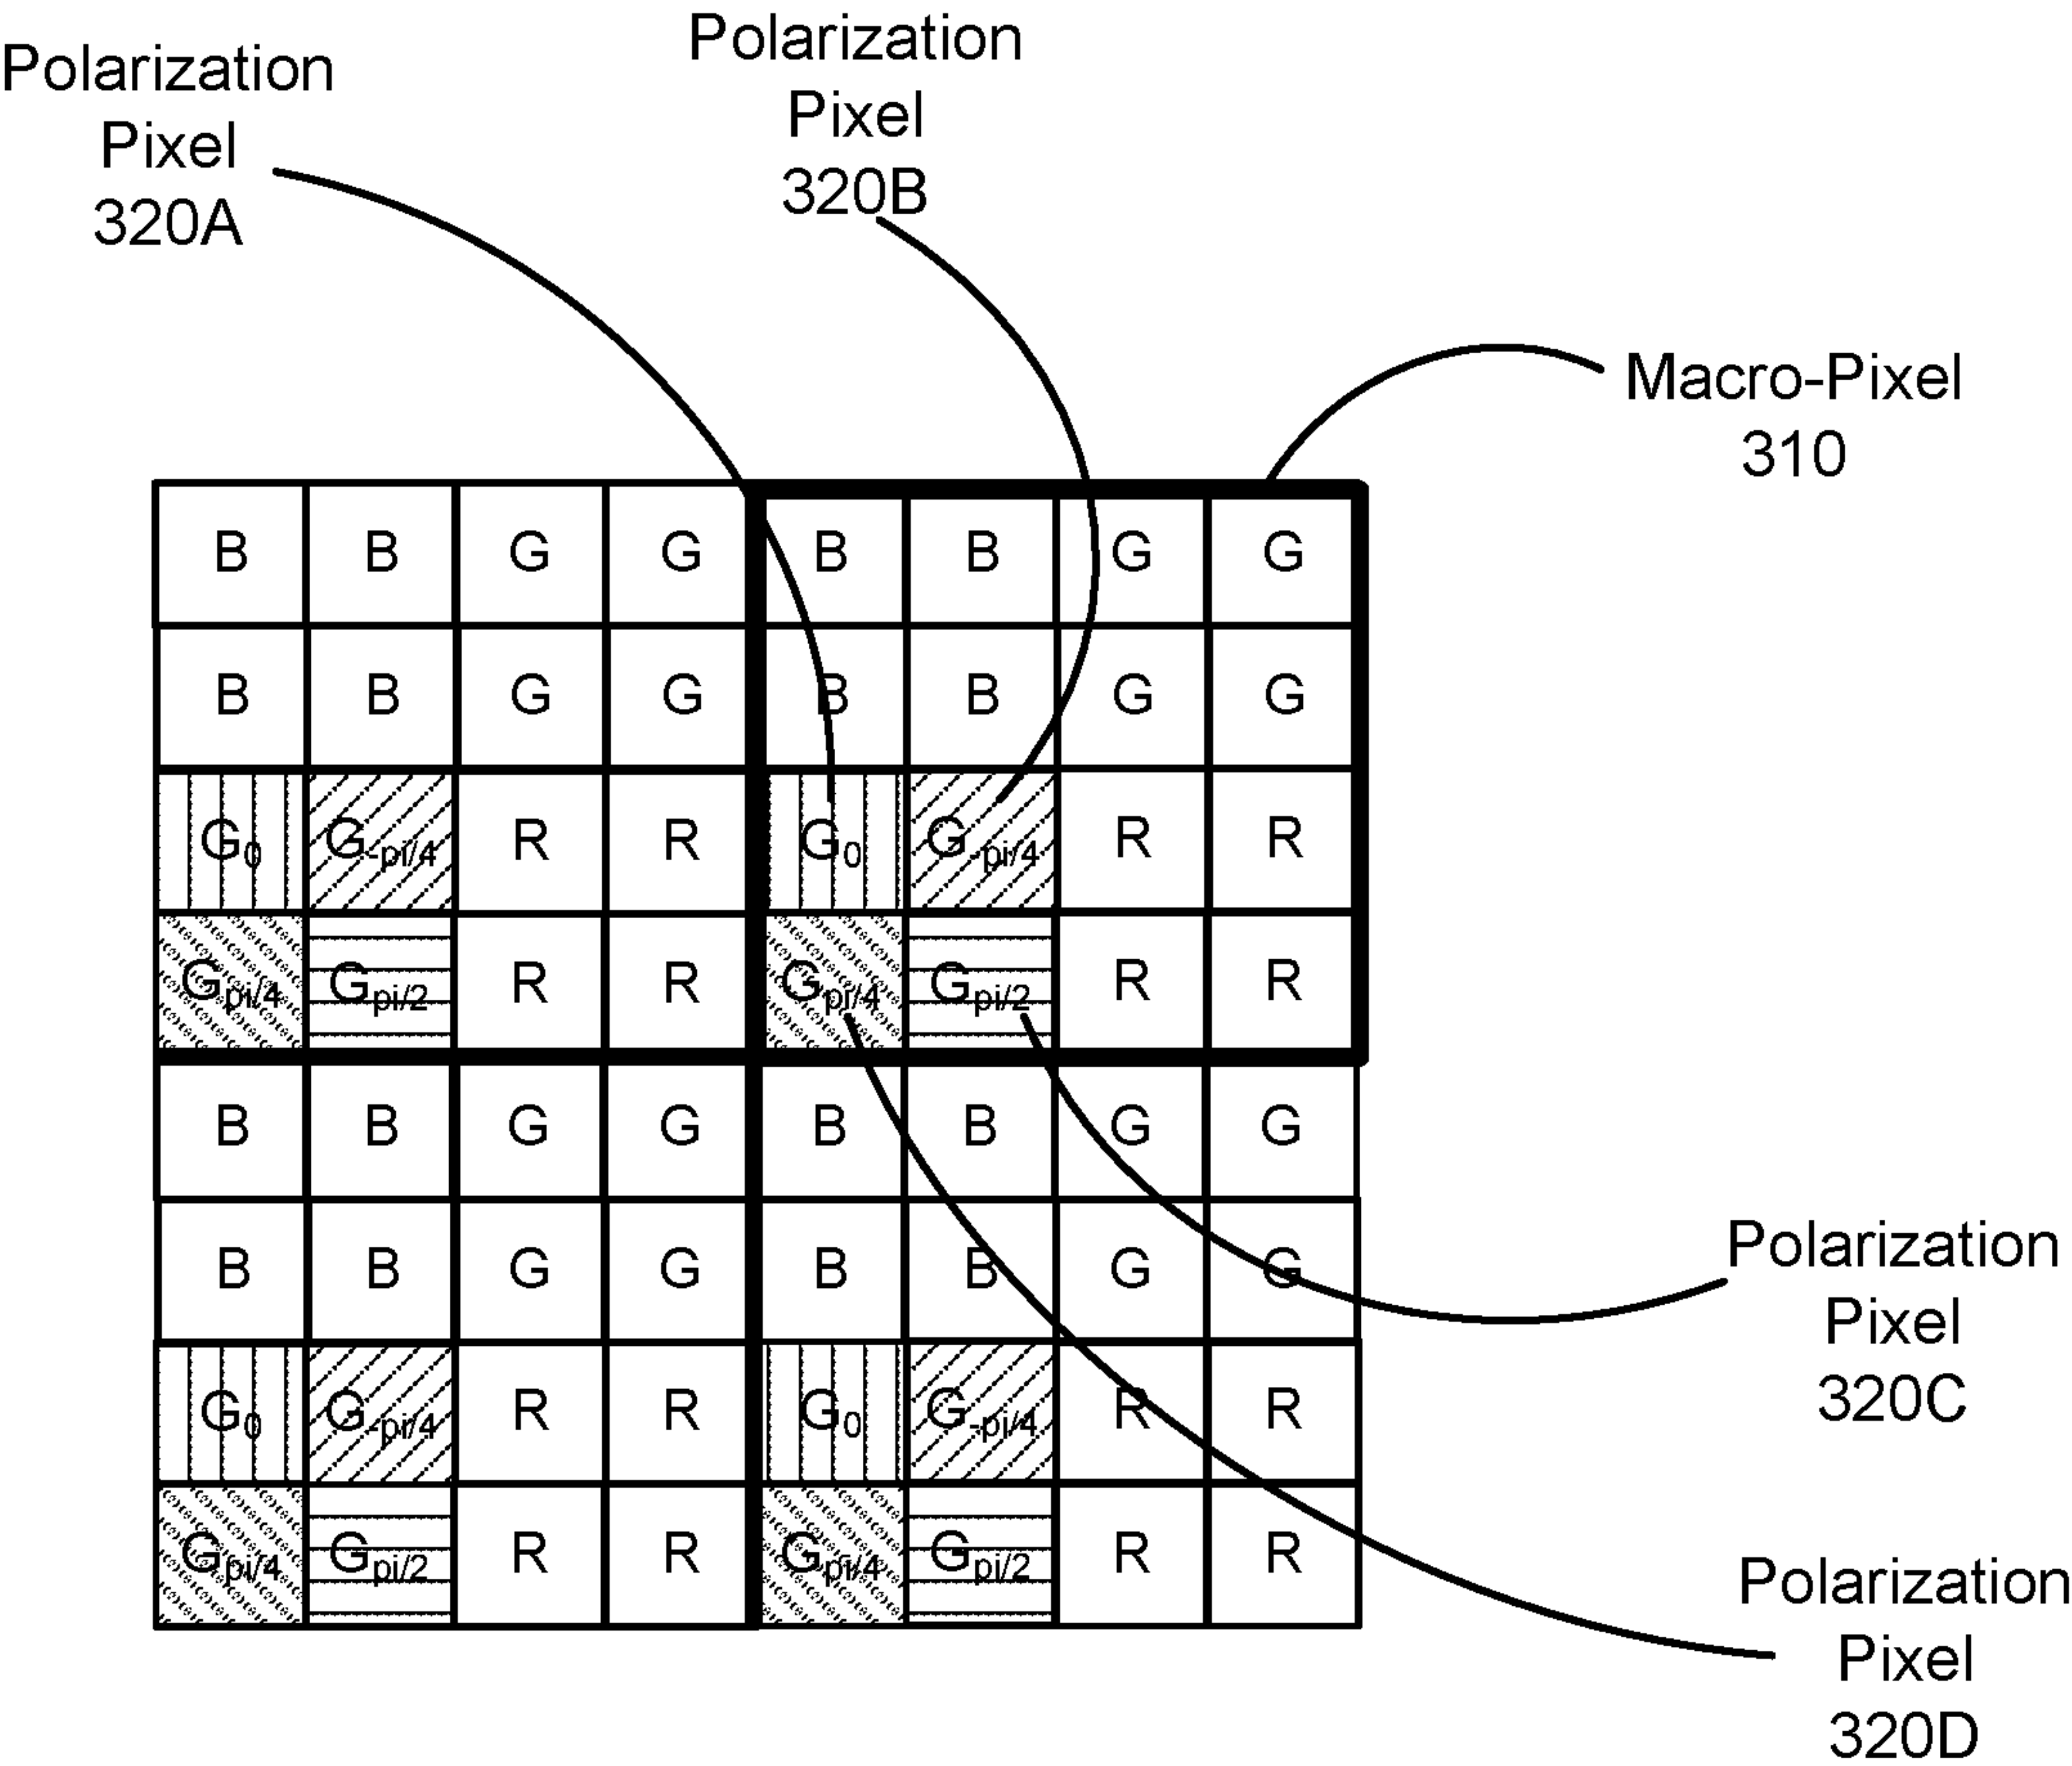 Polarization
Pixel
320A
Polarization
Pixel
320B
Macro-Pixel
310
B B G G B B G G
B B G G B B G G
G0 G-pi/4 R R G0 G-pi/4 R R
Gpi/4 Gpi/2 R R Gpi/4 Gpi/2 R R
B B G G B B G G
B B G G B B G G
G0 G-pi/4 R R G0 G-pi/4 R R
Gpi/4 Gpi/2 R R Gpi/4 Gpi/2 R R
Polarization
Pixel
320C
Polarization
Pixel
320D